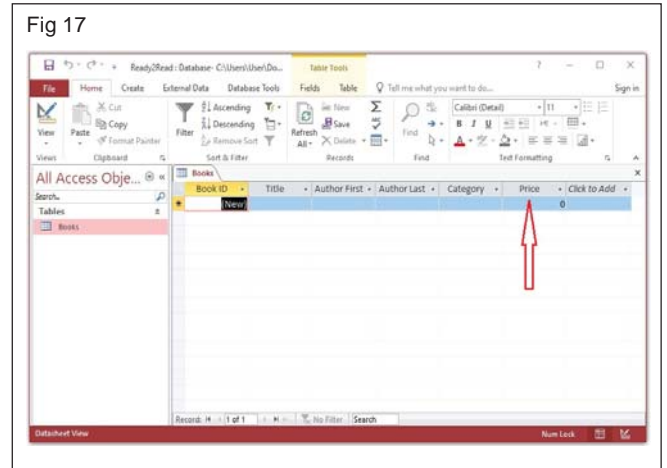 Fig 17
Ready2Read : Database- C:\Users\User\Do... Table Tools ?
File Home Create External Data Database Tools Fields Table Tell me what you want to do... Sign in
Cut Ascending New Save Calibri (Detail) 11
View Paste Copy Filter Descending Refresh All Save Find B I U
Format Painter Remove Sort Delete A
Views Clipboard Sort & Filter Records Find Text Formatting
All Access Obje... Books
Search.. Book ID Title Author First Author Last Category Price Click to Add
Tables (New) 0
Books
Record: 1 of 1 No Filter Search
Datasheet View Num Lock